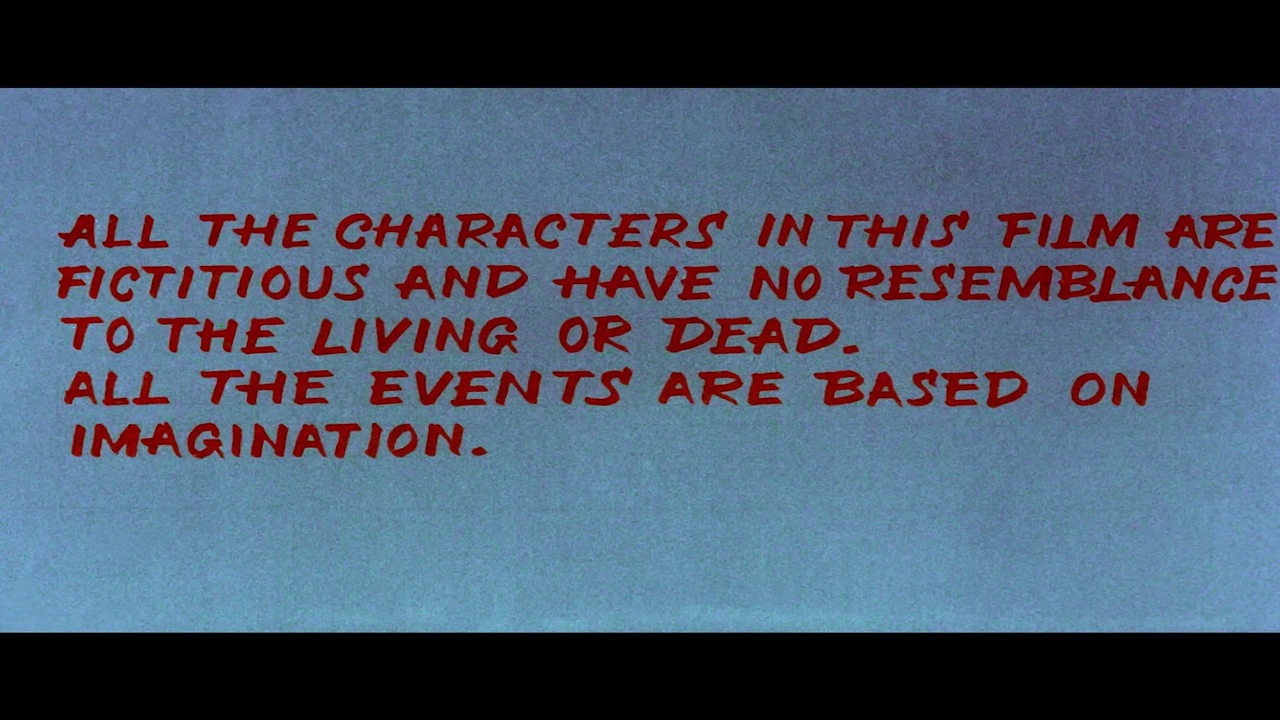 ALL THE CHARACTERS IN THIS FILM ARE
FICTITIOUS AND HAVE NO RESEMBLANCE
TO THE LIVING OR DEAD.
ALL THE EVENTS ARE BASED ON
IMAGINATION.